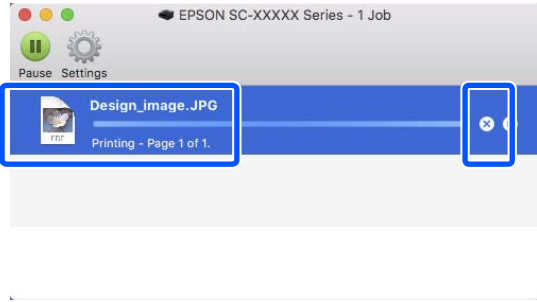 EPSON SC-XXXXX Series - 1 Job
Pause Settings
Design_image.JPG
Printing - Page 1 of 1.